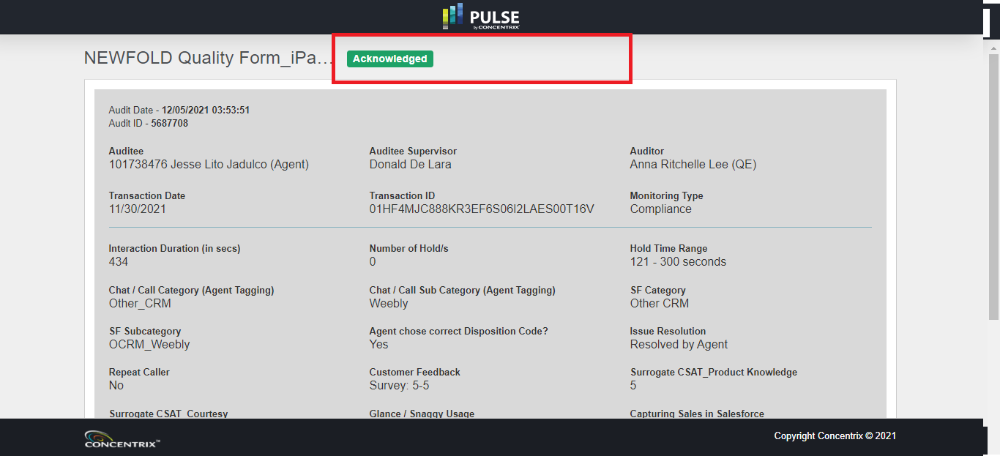 PULSE
by CONCENTRIX
NEWFOLD Quality Form_iPa...
Acknowledged
Audit Date - 12/05/2021 03:53:51
Audit ID - 5687708
Auditee
101738476 Jesse Lito Jadulco (Agent)
Auditee Supervisor
Donald De Lara
Auditor
Anna Ritchelle Lee (QE)
Transaction Date
11/30/2021
Transaction ID
01HF4MJC888KR3EF6S06I2LAES00T16V
Monitoring Type
Compliance
Interaction Duration (in secs)
434
Number of Hold/s
0
Hold Time Range
121 - 300 seconds
Chat / Call Category (Agent Tagging)
Other_CRM
Chat / Call Sub Category (Agent Tagging)
Weebly
SF Category
Other CRM
SF Subcategory
OCRM_Weebly
Agent chose correct Disposition Code?
Yes
Issue Resolution
Resolved by Agent
Repeat Caller
No
Customer Feedback
Survey: 5-5
Surrogate CSAT_Product Knowledge
5
Surrogate CSAT_Courtesy
Glance / Snaggy Usage
Capturing Sales in Salesforce
CONCENTRIX™
Copyright Concentrix © 2021